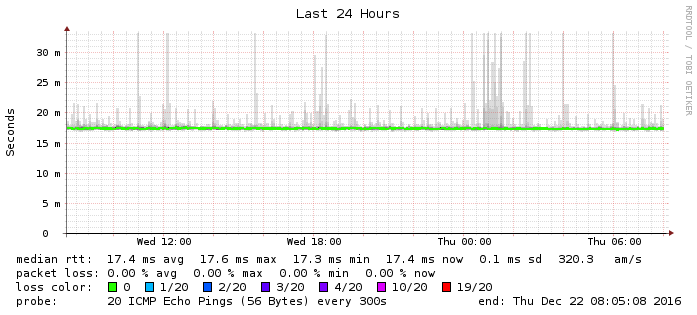 Last 24 Hours
RRDTOOL / TOBI OETIKER
Seconds
30 m
25 m
20 m
15 m
10 m
5 m
0
Wed 12:00 Wed 18:00 Thu 00:00 Thu 06:00
median rtt: 17.4 ms avg 17.6 ms max 17.3 ms min 17.4 ms now 0.1 ms sd 320.3 am/s
packet loss: 0.00 % avg 0.00 % max 0.00 % min 0.00 % now
loss color: 0 1/20 2/20 3/20 4/20 10/20 19/20
probe: 20 ICMP Echo Pings (56 Bytes) every 300s end: Thu Dec 22 08:05:08 2016